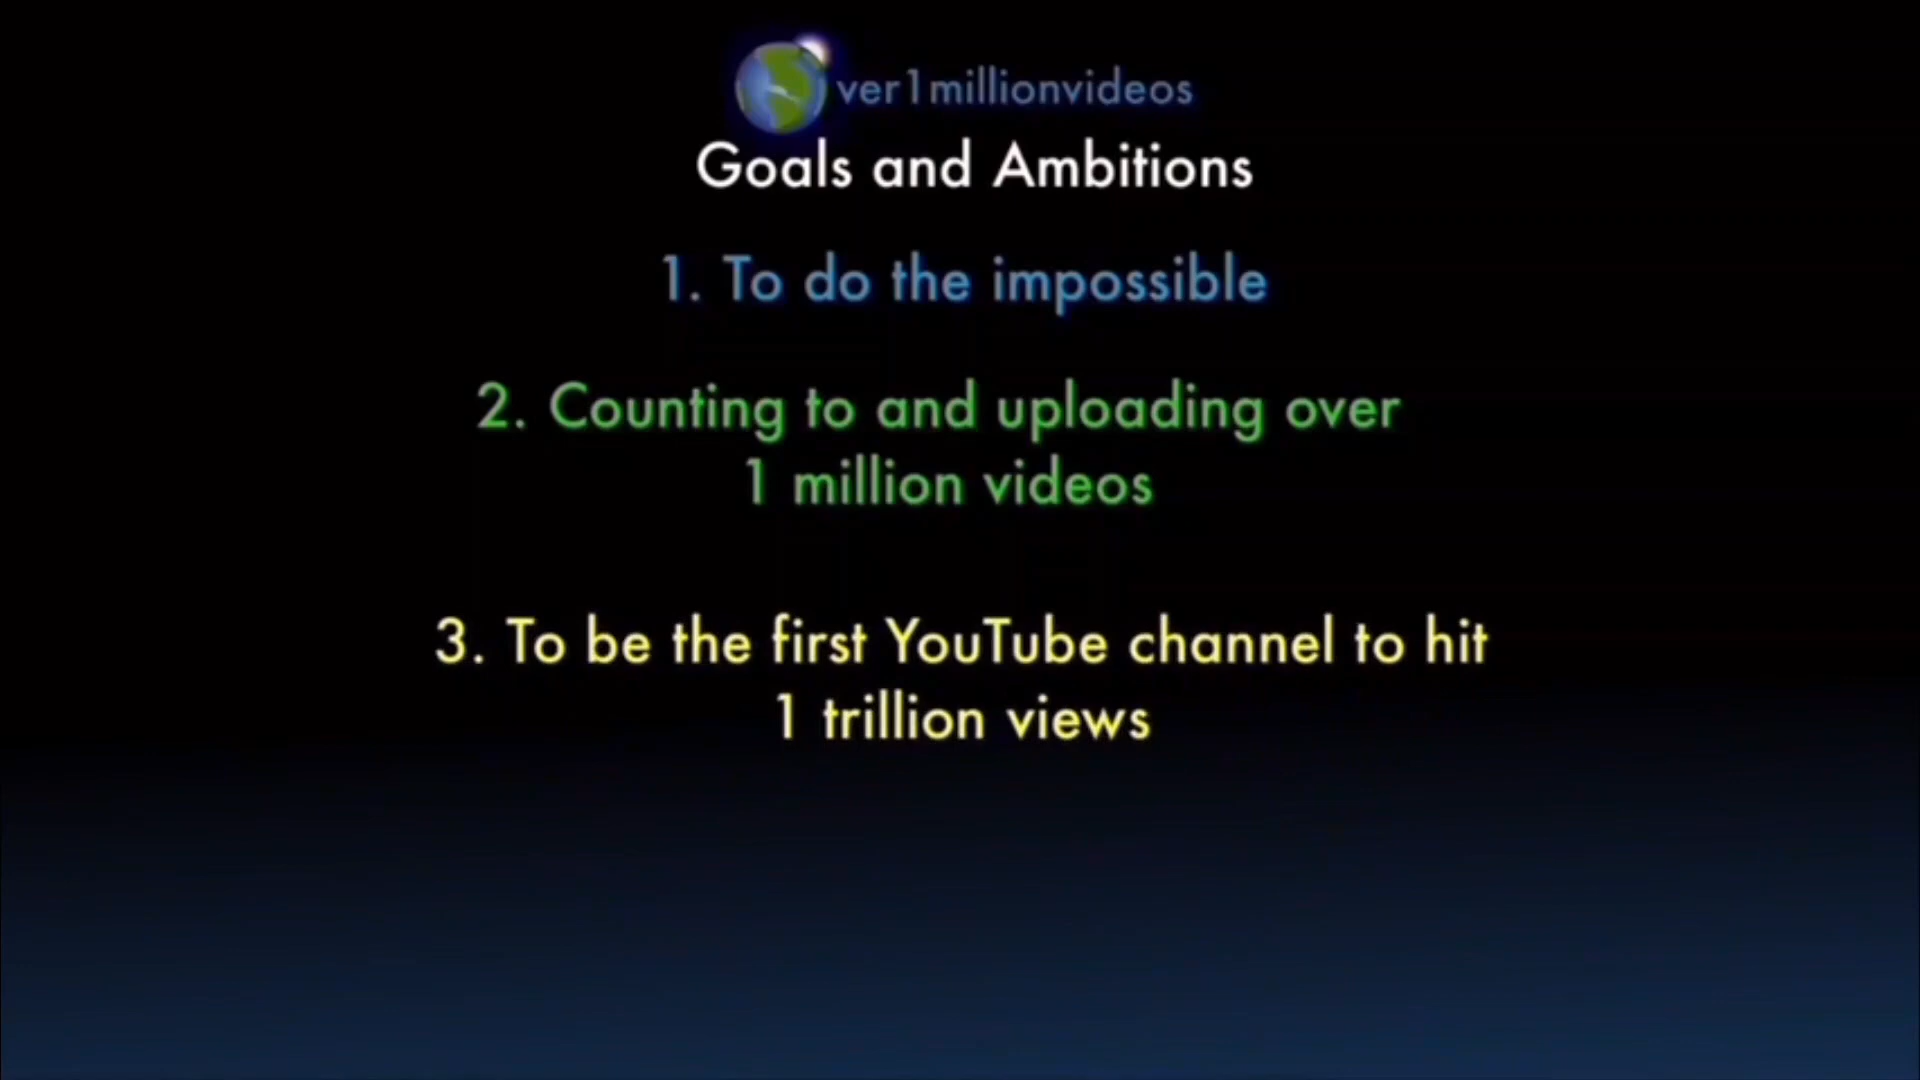 ver1millionvideos
Goals and Ambitions
1. To do the impossible
2. Counting to and uploading over
1 million videos
3. To be the first YouTube channel to hit
1 trillion views